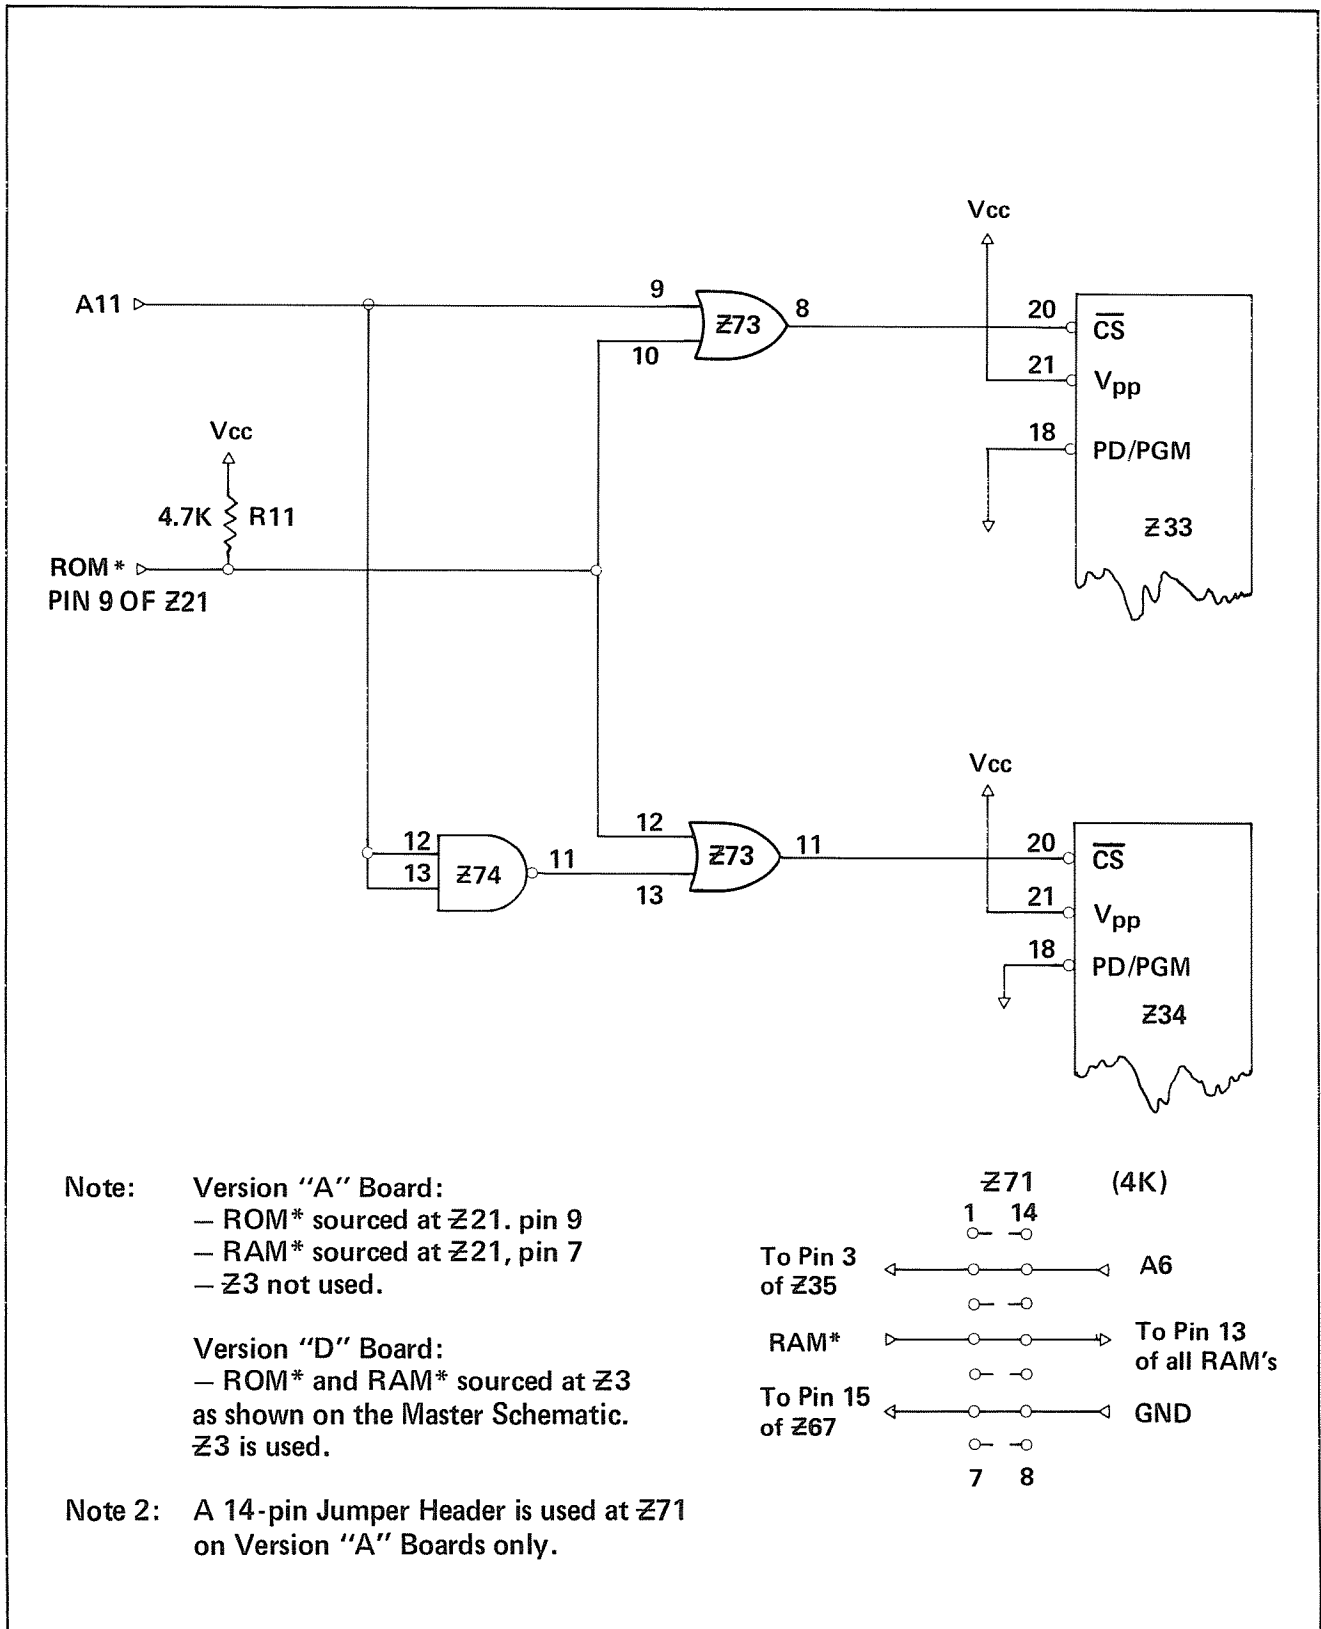 Vcc
A11
9
10
Z73
8
20
CS
21
Vpp
18
PD/PGM
Z33
Vcc
4.7K
R11
ROM*
PIN 9 OF Z21
12
13
Z74
11
12
13
Z73
11
Vcc
20
CS
21
Vpp
18
PD/PGM
Z34
Note: Version "A" Board:
— ROM* sourced at Z21. pin 9
— RAM* sourced at Z21, pin 7
— Z3 not used.
Version "D" Board:
— ROM* and RAM* sourced at Z3
as shown on the Master Schematic.
Z3 is used.
Note 2: A 14-pin Jumper Header is used at Z71
on Version "A" Boards only.
Z71 (4K)
1 14
To Pin 3
of Z35
A6
RAM*
To Pin 13
of all RAM's
To Pin 15
of Z67
GND
7 8